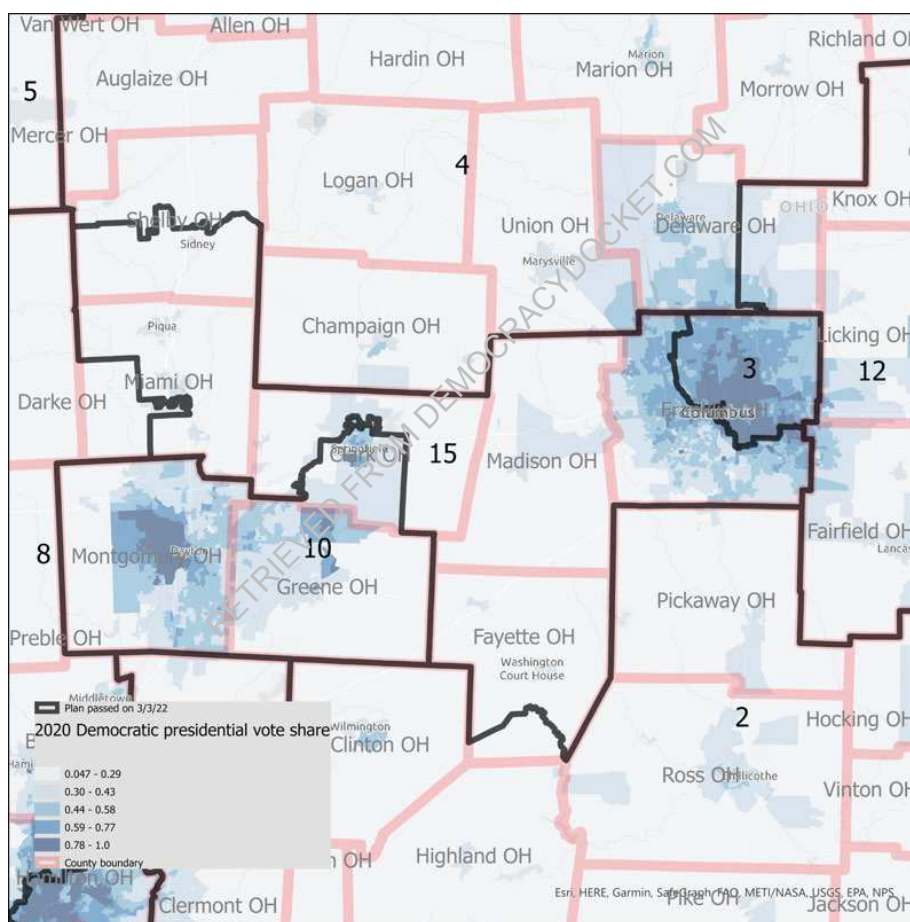 Van Wert OH
Allen OH
Hardin OH
Marion
Marion OH
Richland OH
Auglaize OH
Morrow OH
5
Mercer OH
4
Logan OH
Shelby OH
Sidney
Union OH
Marysville
Delaware
Delaware OH
OHIO
Knox OH
Piqua
Miami OH
Champaign OH
Licking OH
3
12
Columbus
Darke OH
Springfield
15
Madison OH
8
Montgomery OH
Dayton
10
Greene OH
Fairfield OH
Pickaway OH
Preble OH
Fayette OH
Washington
Court House
Middletown
Plan passed on 3/3/22
2020 Democratic presidential vote share
0.047 - 0.29
0.30 - 0.43
0.44 - 0.58
0.59 - 0.77
0.78 - 1.0
County boundary
Wilmington
Clinton OH
2
Hocking OH
Ross OH
Chillicothe
Vinton OH
Highland OH
Hamilton OH
Clermont OH
Pike OH
Jackson OH
Esri, HERE, Garmin, SafeGraph, FAO, METI/NASA, USGS, EPA, NPS
RETRIEVED FROM DEMOCRACYDOCKET.COM